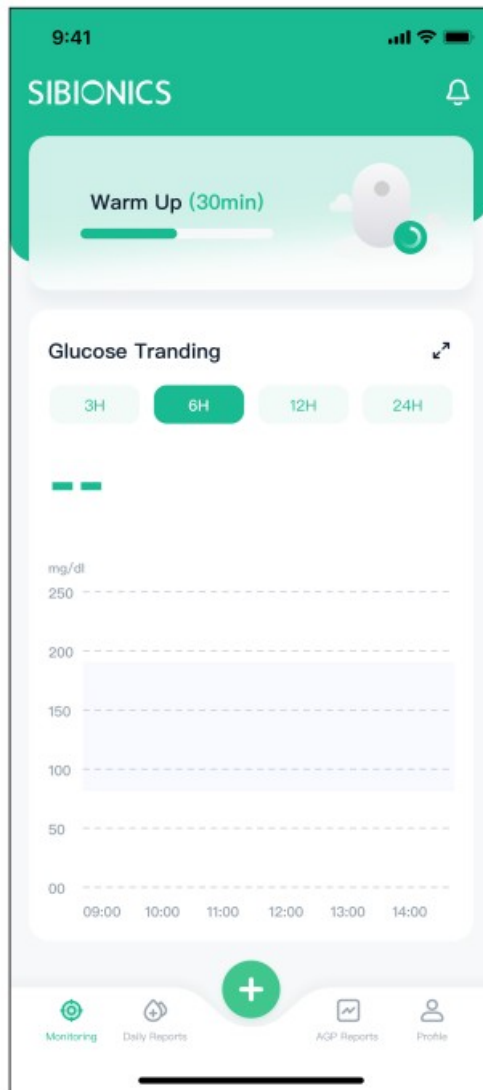 9:41
SIBIONICS
Warm Up (30min)
Glucose Tranding
3H 6H 12H 24H
--
mg/dl
250
200
150
100
50
00
09:00 10:00 11:00 12:00 13:00 14:00
+
Monitoring Daily Reports AGP Reports Profile